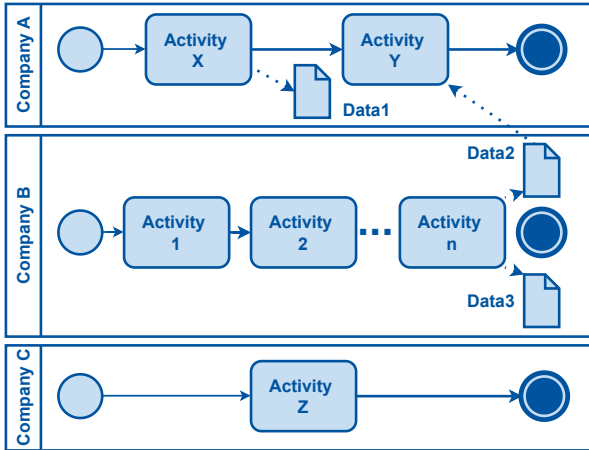 Company A
Activity
X
Activity
Y
Data1
Company B
Data2
Activity
1
Activity
2
...
Activity
n
Data3
Company C
Activity
Z